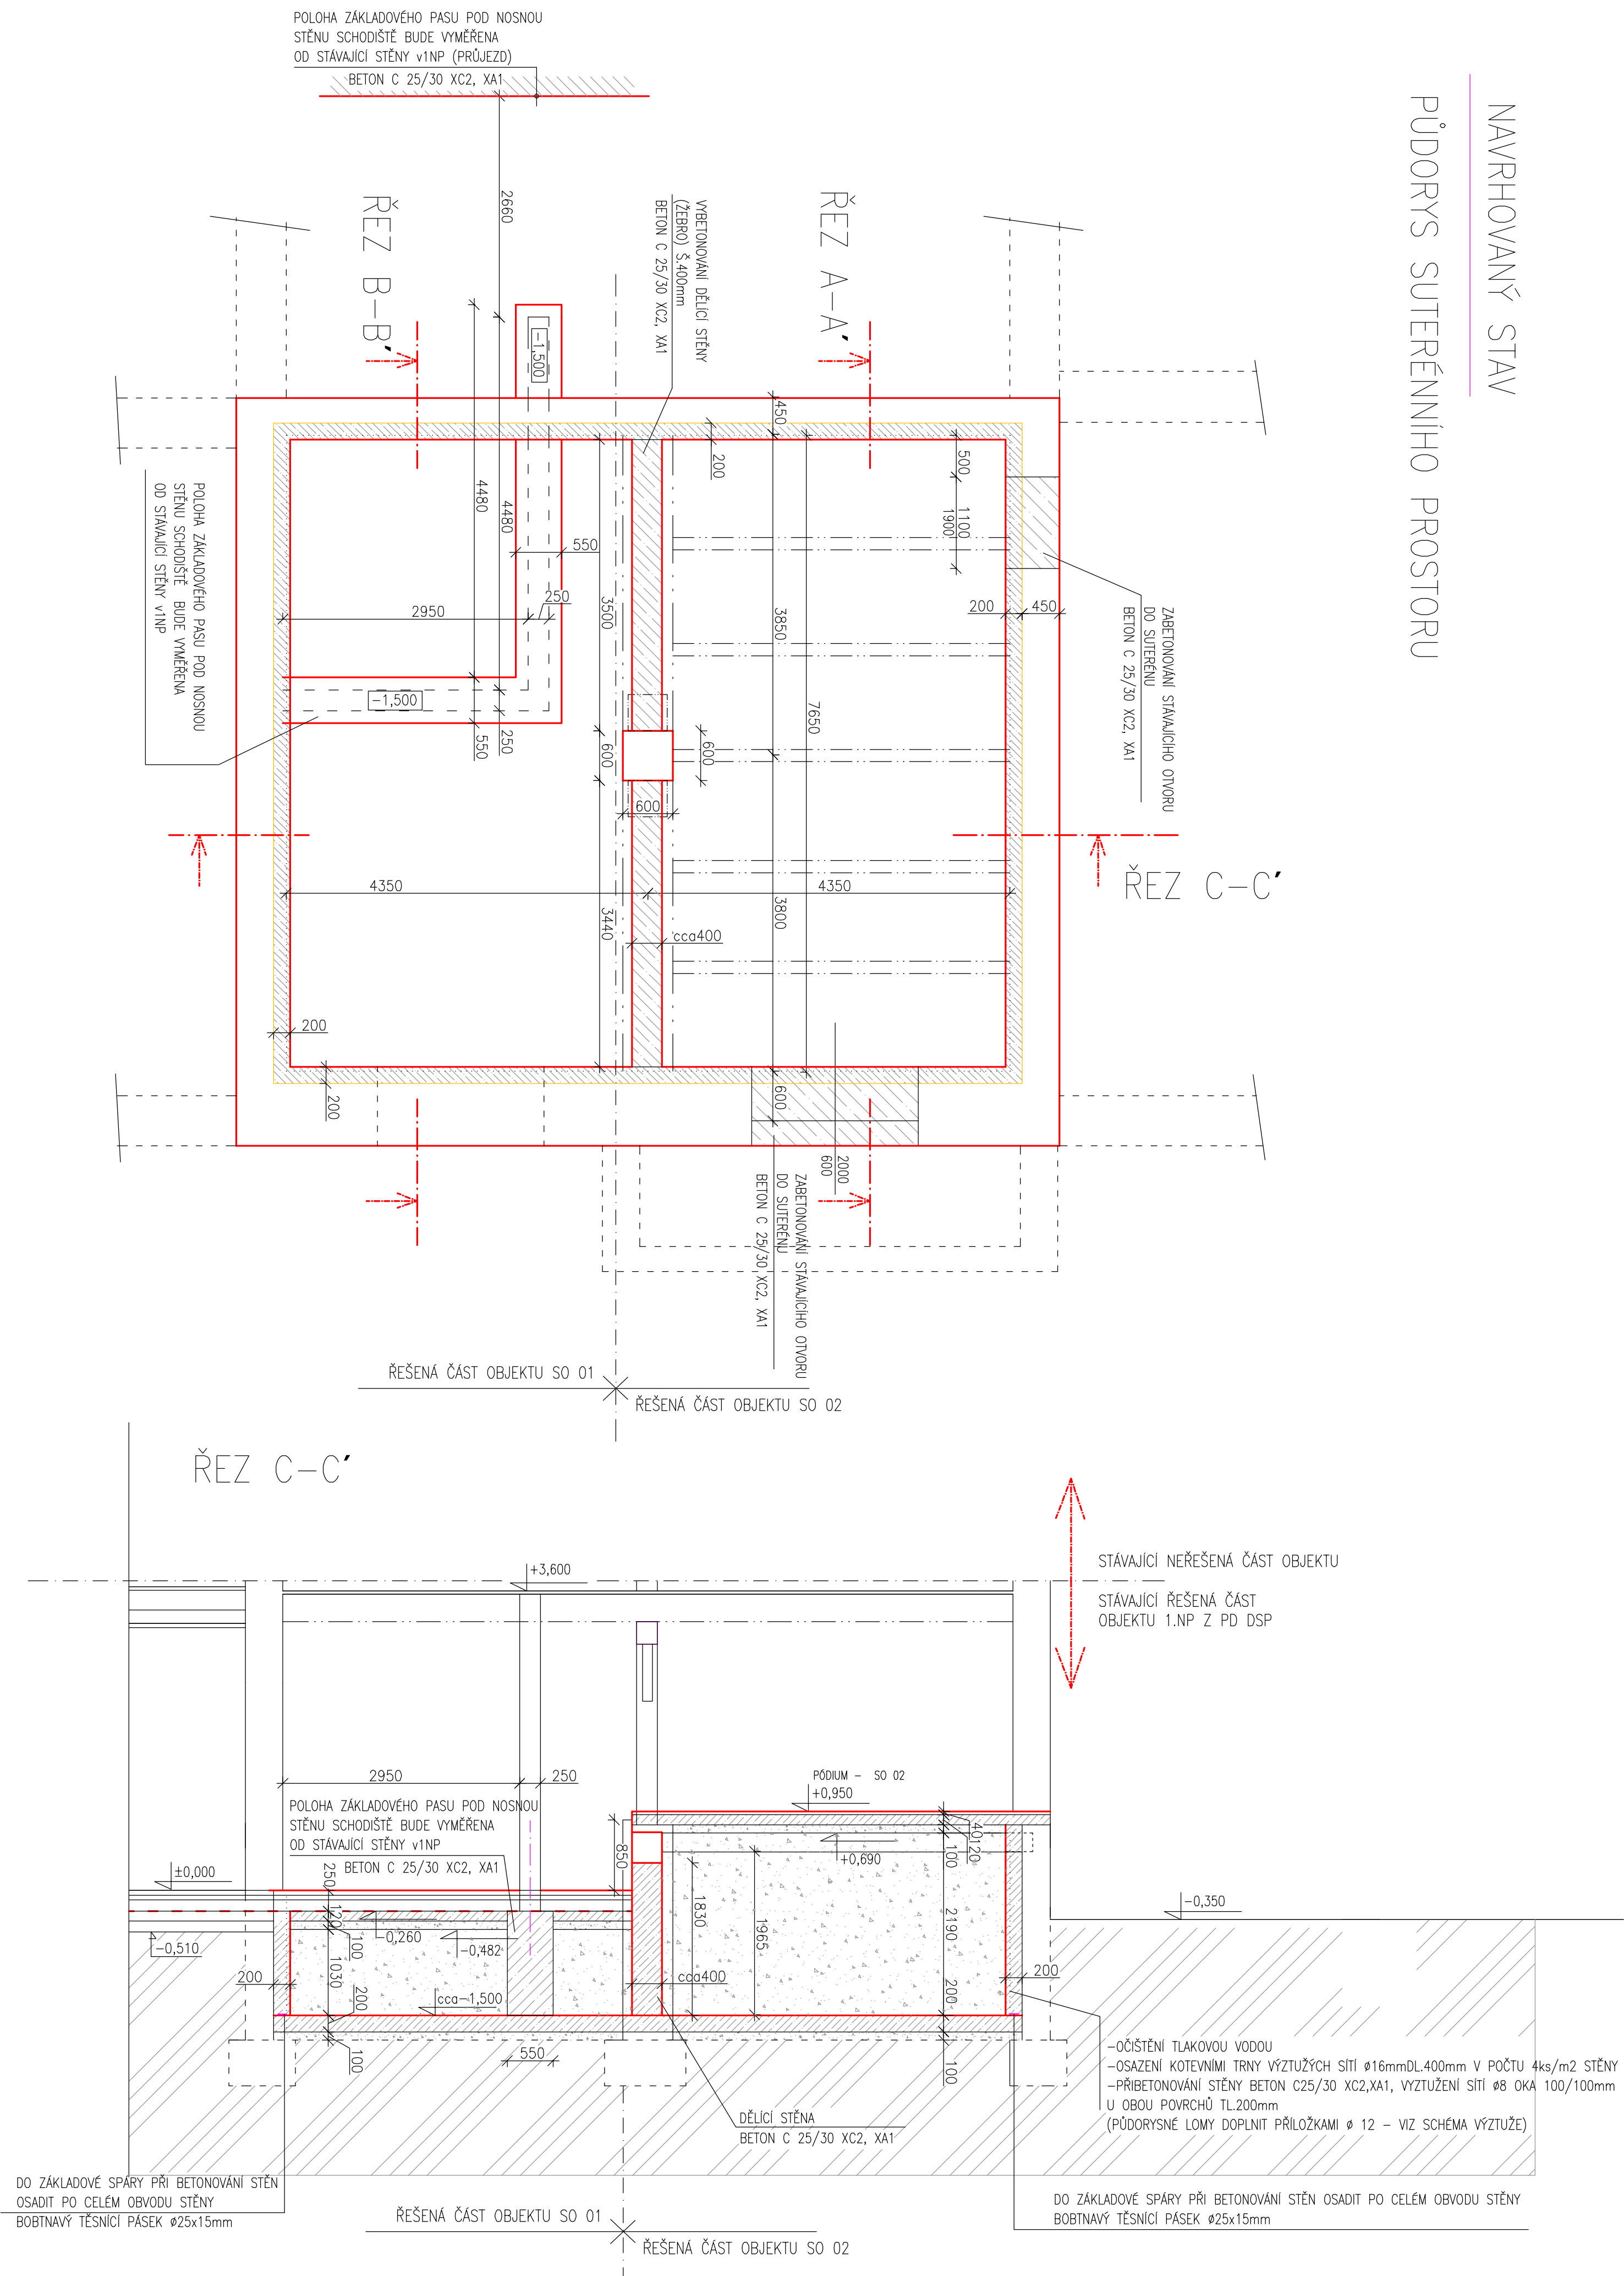 POLOHA ZÁKLADOVÉHO PASU POD NOSNOU
STĚNU SCHODIŠTĚ BUDE VYMĚŘENA
OD STÁVAJÍCÍ STĚNY v1NP (PRŮJEZD)
BETON C 25/30 XC2, XA1
NAVRHOVANÝ STAV
PŮDORYS SUTERÉNNÍHO PROSTORU
2660
ŘEZ B-B'
VYBETONOVÁNÍ DĚLÍCÍ STĚNY
(ŽEBRO) Š.400mm
BETON C 25/30 XC2, XA1
ŘEZ A-A'
-1,500
450
200
500
1100
1900
4480
4480
550
250
2950
3500
3850
7650
200
450
ZABETONOVÁNÍ STÁVAJÍCÍHO OTVORU
DO SUTERÉNU
BETON C 25/30 XC2, XA1
POLOHA ZÁKLADOVÉHO PASU POD NOSNOU
STĚNU SCHODIŠTĚ BUDE VYMĚŘENA
OD STÁVAJÍCÍ STĚNY v1NP
-1,500
550
250
600
600
600
ŘEZ C-C'
4350
4350
3440
3800
cca400
200
200
600
2000
600
ZABETONOVÁNÍ STÁVAJÍCÍHO OTVORU
DO SUTERÉNU
BETON C 25/30 XC2, XA1
ŘEŠENÁ ČÁST OBJEKTU SO 01
ŘEŠENÁ ČÁST OBJEKTU SO 02
ŘEZ C-C'
+3,600
STÁVAJÍCÍ NEŘEŠENÁ ČÁST OBJEKTU
STÁVAJÍCÍ ŘEŠENÁ ČÁST
OBJEKTU 1.NP Z PD DSP
2950
250
PÓDIUM - SO 02
+0,950
POLOHA ZÁKLADOVÉHO PASU POD NOSNOU
STĚNU SCHODIŠTĚ BUDE VYMĚŘENA
OD STÁVAJÍCÍ STĚNY v1NP
BETON C 25/30 XC2, XA1
850
40
120
100
+0,690
±0,000
250
120
100
1030
200
100
-0,260
-0,482
-0,510
200
cca-1,500
550
1830
1965
2190
200
100
cca400
200
-0,350
-OČIŠTĚNÍ TLAKOVOU VODOU
-OSAZENÍ KOTEVNÍMI TRNY VÝZTUŽÝCH SÍTÍ ø16mmDL.400mm V POČTU 4ks/m2 STĚNY
-PŘIBETONOVÁNÍ STĚNY BETON C25/30 XC2,XA1, VYZTUŽENÍ SÍTÍ ø8 OKA 100/100mm
U OBOU POVRCHŮ TL.200mm
(PŮDORYSNÉ LOMY DOPLNIT PŘÍLOŽKAMI ø 12 - VIZ SCHÉMA VÝZTUŽE)
DĚLÍCÍ STĚNA
BETON C 25/30 XC2, XA1
DO ZÁKLADOVÉ SPÁRY PŘI BETONOVÁNÍ STĚN
OSADIT PO CELÉM OBVODU STĚNY
BOBTNAVÝ TĚSNÍCÍ PÁSEK ø25x15mm
DO ZÁKLADOVÉ SPÁRY PŘI BETONOVÁNÍ STĚN OSADIT PO CELÉM OBVODU STĚNY
BOBTNAVÝ TĚSNÍCÍ PÁSEK ø25x15mm
ŘEŠENÁ ČÁST OBJEKTU SO 01
ŘEŠENÁ ČÁST OBJEKTU SO 02